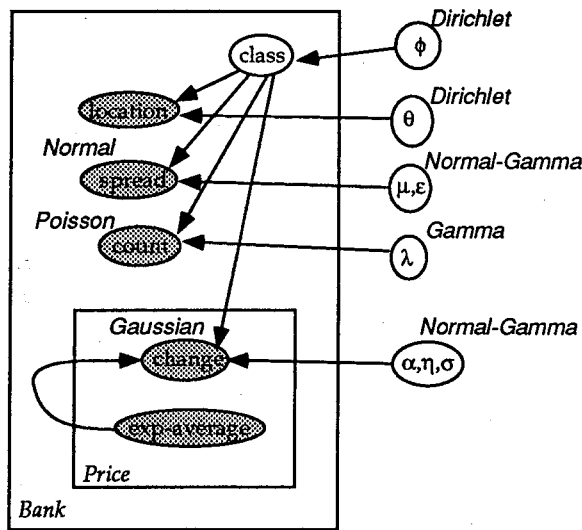 Dirichlet
class
ϕ
location
Dirichlet
θ
Normal
Normal-Gamma
spread
μ,ε
Poisson
Gamma
count
λ
Gaussian
Normal-Gamma
change
α,η,σ
exp-average
Price
Bank